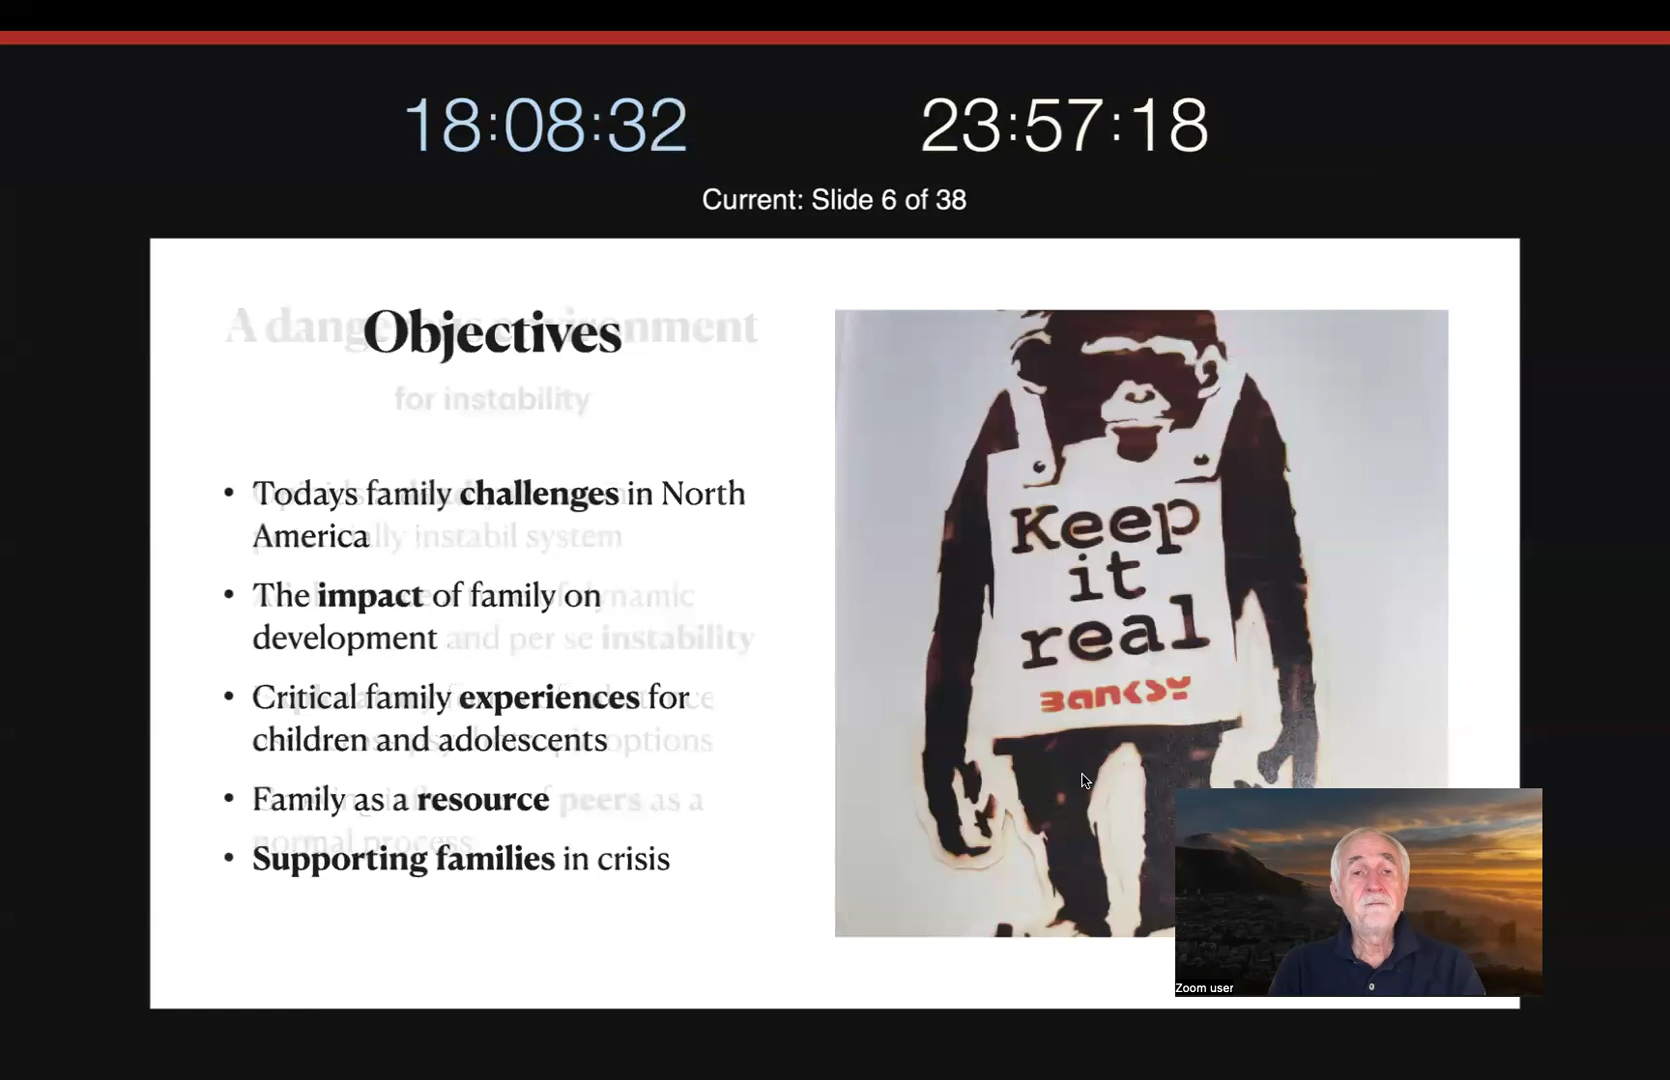 18:08:32
23:57:18
Current: Slide 6 of 38
A dangerous environment
Objectives
for instability
• Todays family challenges in North
America
instabil system
• The impact of family on
dynamic
development
and per se instability
• Critical family experiences for
children and adolescents
options
• Family as a resource
peers as a
normal process
• Supporting families in crisis
Keep
it
real
BANKSY
Zoom user